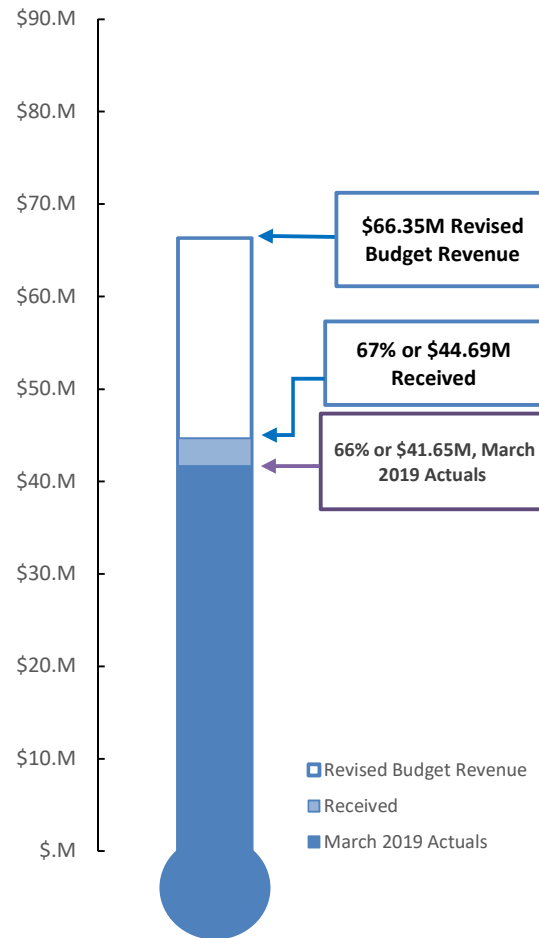 $90.M
$80.M
$70.M
$60.M
$50.M
$40.M
$30.M
$20.M
$10.M
$.M
$66.35M Revised
Budget Revenue
67% or $44.69M
Received
66% or $41.65M, March
2019 Actuals
Revised Budget Revenue
Received
March 2019 Actuals